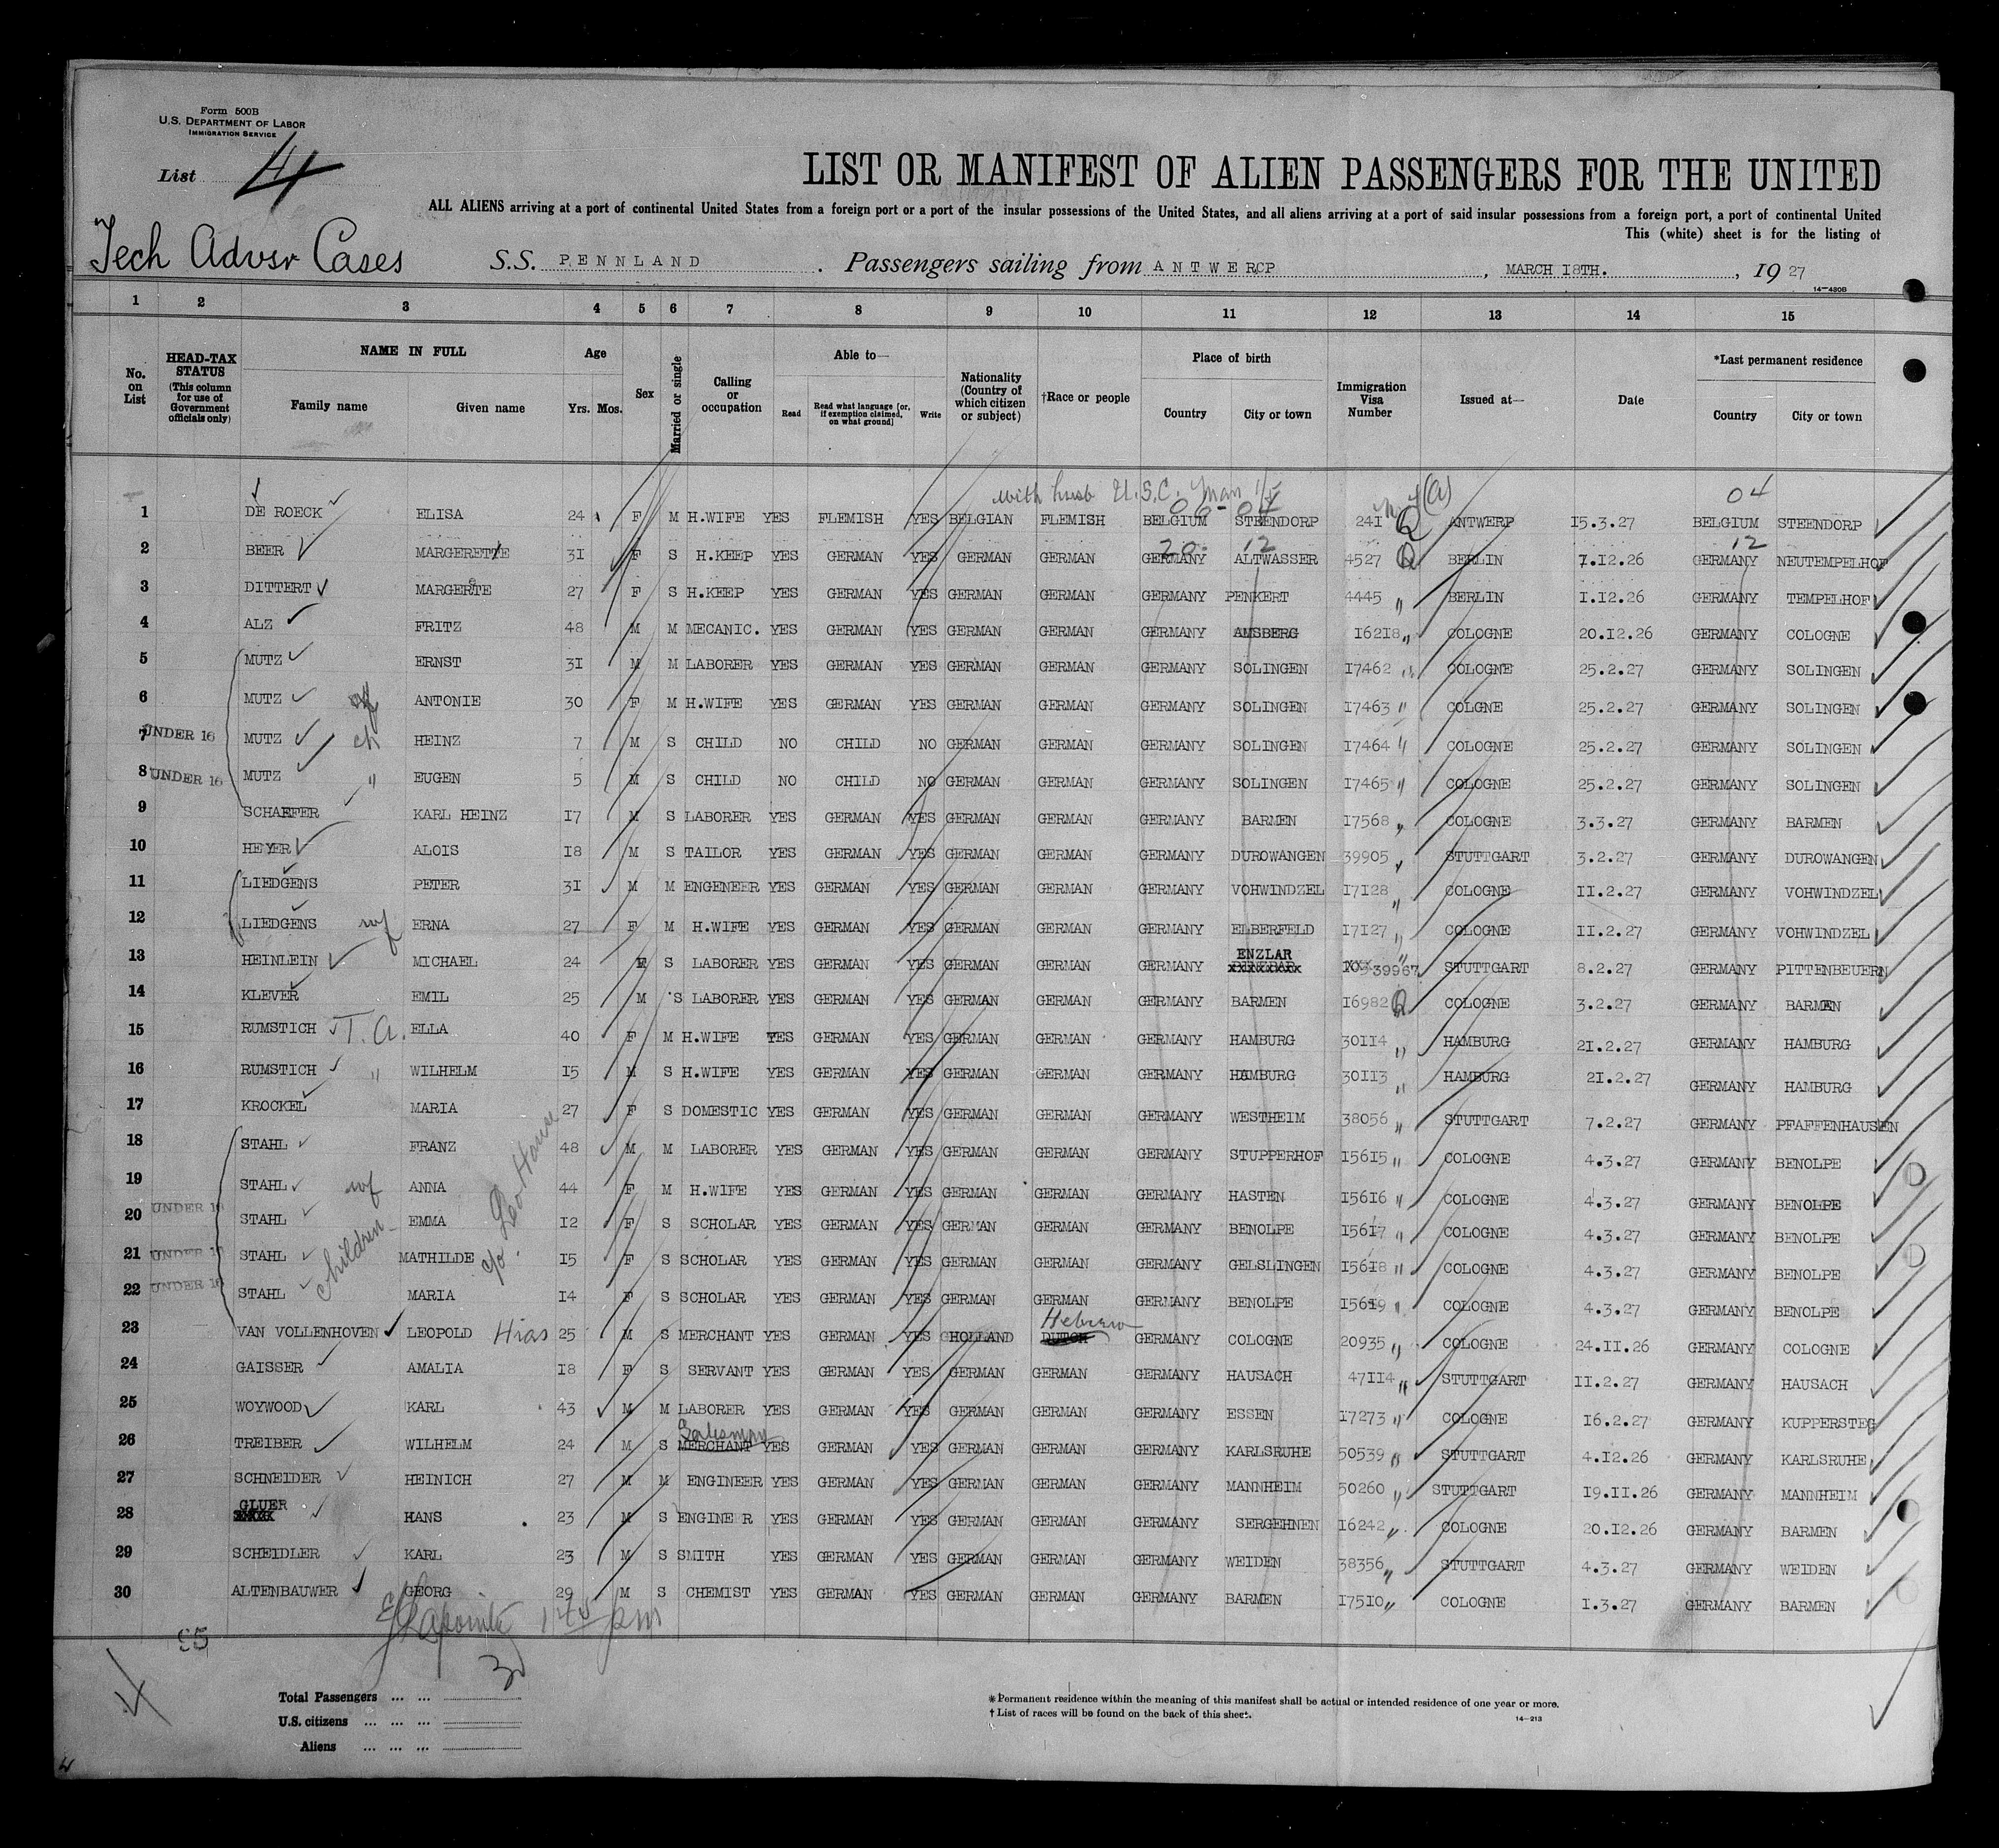 Form 500B
U.S. DEPARTMENT OF LABOR
IMMIGRATION SERVICE
List 4
LIST OR MANIFEST OF ALIEN PASSENGERS FOR THE UNITED
ALL ALIENS arriving at a port of continental United States from a foreign port or a port of the insular possessions of the United States, and all aliens arriving at a port of said insular possessions from a foreign port, a port of continental United
This (white) sheet is for the listing of
Tech Advsr Cases S.S. PENNLAND. Passengers sailing from ANTWERCP, MARCH 18TH., 1927
14—430B
1 2 3 4 5 6 7 8 9 10 11 12 13 14 15
No. on List HEAD-TAX STATUS (This column for use of Government officials only) NAME IN FULL Age Sex Married or single Calling or occupation Able to— Nationality (Country of which citizen or subject) †Race or people Place of birth Immigration Visa Number Issued at— Date *Last permanent residence
Family name Given name Yrs. Mos. Read Read what language [or, if exemption claimed, on what ground] Write Country City or town Country City or town
with husb U.S.C. (a) 04
1 DE ROECK ELISA 24 F M H.WIFE YES FLEMISH YES BELGIAN FLEMISH BELGIUM STEENDORP 241 Q ANTWERP 15.3.27 BELGIUM STEENDORP
20 12 12
2 BEER MARGERETTE 31 F S H.KEEP YES GERMAN YES GERMAN GERMAN GERMANY ALTWASSER 4527 Q BERLIN 7.12.26 GERMANY NEUTEMPELHOF
3 DITTERT MARGERTE 27 F S H.KEEP YES GERMAN YES GERMAN GERMAN GERMANY PENKERT 4445 " BERLIN 1.12.26 GERMANY TEMPELHOF
4 ALZ FRITZ 48 M M MECANIC. YES GERMAN YES GERMAN GERMAN GERMANY AMSBERG 16218 " COLOGNE 20.12.26 GERMANY COLOGNE
5 MUTZ ERNST 31 M M LABORER YES GERMAN YES GERMAN GERMAN GERMANY SOLINGEN 17462 " COLOGNE 25.2.27 GERMANY SOLINGEN
6 MUTZ wf ANTONIE 30 F M H.WIFE YES GERMAN YES GERMAN GERMAN GERMANY SOLINGEN 17463 " COLGNE 25.2.27 GERMANY SOLINGEN
7 UNDER 16 MUTZ ch HEINZ 7 M S CHILD NO CHILD NO GERMAN GERMAN GERMANY SOLINGEN 17464 " COLOGNE 25.2.27 GERMANY SOLINGEN
8 UNDER 16 MUTZ " EUGEN 5 M S CHILD NO CHILD NO GERMAN GERMAN GERMANY SOLINGEN 17465 " COLOGNE 25.2.27 GERMANY SOLINGEN
9 SCHAEFER KARL HEINZ 17 M S LABORER YES GERMAN YES GERMAN GERMAN GERMANY BARMEN 17568 " COLOGNE 3.3.27 GERMANY BARMEN
10 HEYER ALOIS 18 M S TAILOR YES GERMAN YES GERMAN GERMAN GERMANY DUROWANGEN 39905 " STUTTGART 3.2.27 GERMANY DUROWANGEN
11 LIEDGENS PETER 31 M M ENGENEER YES GERMAN YES GERMAN GERMAN GERMANY VOHWINDZEL 17128 " COLOGNE 11.2.27 GERMANY VOHWINDZEL
12 LIEDGENS wf ERNA 27 F M H.WIFE YES GERMAN YES GERMAN GERMAN GERMANY ELBERFELD 17127 " COLOGNE 11.2.27 GERMANY VOHWINDZEL
ENZLAR
13 HEINLEIN MICHAEL 24 M S LABORER YES GERMAN YES GERMAN GERMAN GERMANY 39967 " STUTTGART 8.2.27 GERMANY PITTENBEUERN
14 KLEVER EMIL 25 M S LABORER YES GERMAN YES GERMAN GERMAN GERMANY BARMEN 16982 Q COLOGNE 3.2.27 GERMANY BARMEN
15 RUMSTICH T.A. ELLA 40 F M H.WIFE YES GERMAN YES GERMAN GERMAN GERMANY HAMBURG 30114 " HAMBURG 21.2.27 GERMANY HAMBURG
16 RUMSTICH " WILHELM 15 M S H.WIFE YES GERMAN YES GERMAN GERMAN GERMANY HAMBURG 30113 " HAMBURG 21.2.27 GERMANY HAMBURG
17 KROCKEL MARIA 27 F S DOMESTIC YES GERMAN YES GERMAN GERMAN GERMANY WESTHEIM 38056 " STUTTGART 7.2.27 GERMANY PFAFFENHAUSEN
18 STAHL FRANZ 48 M M LABORER YES GERMAN YES GERMAN GERMAN GERMANY STUPPERHOF 15615 " COLOGNE 4.3.27 GERMANY BENOLPE
19 STAHL wf ANNA 44 F M H.WIFE YES GERMAN YES GERMAN GERMAN GERMANY HASTEN 15616 " COLOGNE 4.3.27 GERMANY BENOLPE
20 UNDER 16 STAHL EMMA 12 F S SCHOLAR YES GERMAN YES GERMAN GERMAN GERMANY BENOLPE 15617 " COLOGNE 4.3.27 GERMANY BENOLPE
21 UNDER 16 STAHL children MATHILDE c/o Leo House 15 F S SCHOLAR YES GERMAN YES GERMAN GERMAN GERMANY GELSLINGEN 15618 " COLOGNE 4.3.27 GERMANY BENOLPE
22 UNDER 16 STAHL MARIA 14 F S SCHOLAR YES GERMAN YES GERMAN GERMAN GERMANY BENOLPE 15619 " COLOGNE 4.3.27 GERMANY BENOLPE
Hebrew
23 VAN VOLLENHOVEN LEOPOLD Hias 25 M S MERCHANT YES GERMAN YES HOLLAND DUTCH GERMANY COLOGNE 20935 " COLOGNE 24.11.26 GERMANY COLOGNE
24 GAISSER AMALIA 18 F S SERVANT YES GERMAN YES GERMAN GERMAN GERMANY HAUSACH 47114 " STUTTGART 11.2.27 GERMANY HAUSACH
25 WOYWOOD KARL 43 M M LABORER YES GERMAN YES GERMAN GERMAN GERMANY ESSEN 17273 " COLOGNE 16.2.27 GERMANY KUPPERSTEG
Salesman
26 TREIBER WILHELM 24 M S MERCHANT YES GERMAN YES GERMAN GERMAN GERMANY KARLSRUHE 50539 " STUTTGART 4.12.26 GERMANY KARLSRUHE
27 SCHNEIDER HEINICH 27 M M ENGINEER YES GERMAN YES GERMAN GERMAN GERMANY MANNHEIM 50260 " STUTTGART 19.11.26 GERMANY MANNHEIM
GLUER
28 HANS 23 M S ENGINE R YES GERMAN YES GERMAN GERMAN GERMANY SERGEHNEN 16242 " COLOGNE 20.12.26 GERMANY BARMEN
29 SCHEIDLER KARL 23 M S SMITH YES GERMAN YES GERMAN GERMAN GERMANY WEIDEN 38356 " STUTTGART 4.3.27 GERMANY WEIDEN
30 ALTENBAUWER GEORG 29 M S CHEMIST YES GERMAN YES GERMAN GERMAN GERMANY BARMEN 17510 " COLOGNE 1.3.27 GERMANY BARMEN
Total Passengers ... ...
U.S. citizens ... ... ...
Aliens ... ... ...
*Permanent residence within the meaning of this manifest shall be actual or intended residence of one year or more.
†List of races will be found on the back of this sheet.
14—213